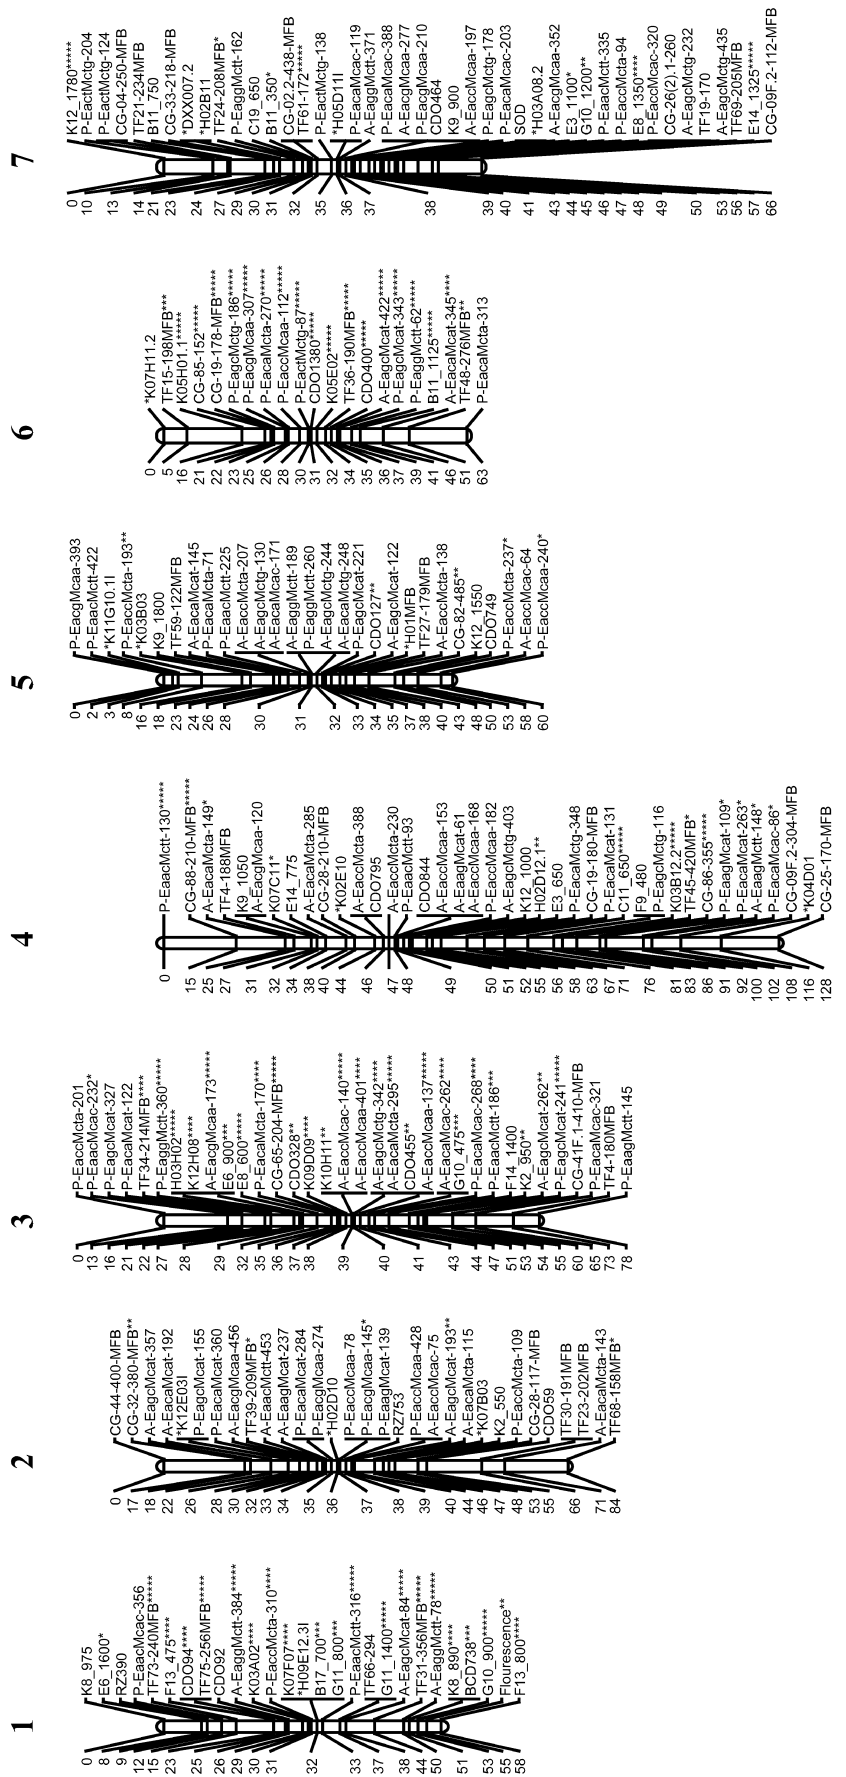 1
0
8
9
12
15
23
25
26
29
30
31
32
33
37
38
44
50
51
53
55
58
K8_975
E6_1600*
RZ390
P-EaacMcac-356
TF73-240MFB*****
F13_475****
CDO94****
TF75-256MFB*****
CDO92
A-EaggMctt-384*****
K03A02****
P-EaccMcta-310****
K07F07****
*H09E12.3I
B17_700***
G11_800***
P-EaacMctt-316*****
TF66-294
G11_1400*****
A-EagcMcat-84*****
TF31-356MFB*****
A-EaggMctt-78*****
K8_890****
BCD738***
G10_900*****
Flourescence**
F13_800****
2
0
17
18
22
26
28
30
32
33
34
35
36
37
38
39
40
44
46
47
48
53
55
66
71
84
CG-44-400-MFB
CG-32-380-MFB**
A-EagcMcat-357
A-EacaMcat-192
*K12E03I
P-EagcMcat-155
P-EacaMcat-360
A-EacgMcaa-456
TF39-209MFB*
A-EaacMctt-453
A-EaagMcat-237
P-EacaMcat-284
P-EacgMcaa-274
*H02D10
P-EaccMcaa-78
P-EacgMcaa-145*
P-EaagMcat-139
RZ753
P-EaccMcaa-428
A-EaccMcac-75
A-EagcMcat-193**
A-EacaMcta-115
*K07B03
K2_550
P-EaccMcta-109
CG-28-117-MFB
CDO59
TF30-191MFB
TF23-202MFB
A-EacaMcta-143
TF68-158MFB*
3
0
13
16
21
22
27
28
29
32
35
36
37
38
39
40
41
43
44
47
51
53
54
55
60
65
73
78
P-EaccMcta-201
P-EaacMcac-232*
P-EagcMcat-327
P-EacaMcat-122
TF34-214MFB****
P-EaggMctt-360*****
H03H02*****
K12H08****
A-EacgMcaa-173*****
E6_900***
E8_600*****
P-EacaMcta-170****
CG-65-204-MFB*****
CDO328**
K09D09****
K10H11**
A-EaccMcac-140*****
A-EaccMcaa-401****
A-EagcMctg-342****
A-EacaMcta-295*****
CDO455**
A-EaccMcaa-137*****
A-EacaMcac-262****
G10_475***
P-EacaMcac-268****
P-EaacMctt-186***
F14_1400
K2_950**
A-EagcMcat-262**
P-EagcMcat-241*****
CG-41F.1-410-MFB
P-EacaMcac-321
TF4-180MFB
P-EaagMctt-145
4
0
15
25
27
31
32
34
38
40
44
46
47
48
49
50
51
52
55
56
58
63
67
71
76
81
83
86
91
92
100
102
108
116
128
P-EaacMctt-130*****
CG-88-210-MFB*****
A-EacaMcta-149*
TF4-188MFB
K9_1050
A-EacgMcaa-120
K07C11*
E14_775
A-EacaMcta-285
CG-28-210-MFB
*K02E10
A-EaccMcta-388
CDO795
A-EaccMcta-230
P-EaacMctt-93
CDO844
A-EaccMcaa-153
A-EagcMcat-61
A-EaccMcaa-168
P-EaccMcaa-182
A-EagcMctg-403
K12_1000
H02D12.1**
E3_650
P-EacaMctg-348
CG-19-180-MFB
P-EacaMcat-131
C11_650*****
F9_480
P-EagcMctg-116
K03B12.2*****
TF45-420MFB*
CG-86-355*****
P-EaagMcat-109*
P-EacaMcat-263*
A-EaagMctt-148*
P-EacaMcac-86*
CG-09F.2-304-MFB
*K04D01
CG-25-170-MFB
5
0
2
3
8
16
18
23
24
26
28
30
31
32
33
34
35
37
38
40
43
48
50
53
58
60
P-EacgMcaa-393
P-EaacMctt-422
*K11G10.1I
P-EaccMcta-193**
*K03B03
K9_1800
TF59-122MFB
A-EacaMcat-145
P-EacaMcta-71
P-EaacMctt-225
A-EaccMcta-207
A-EagcMctg-130
A-EacaMcac-171
A-EaggMctt-189
P-EaggMctt-260
A-EagcMctg-244
A-EacaMctg-248
P-EagcMcat-221
CDO127**
A-EagcMcat-122
*H01MFB
TF27-179MFB
A-EaccMcta-138
CG-82-485**
K12_1550
CDO749
P-EaccMcta-237*
A-EaccMcac-64
P-EaccMcaa-240*
6
0
5
16
21
22
23
25
26
28
30
31
32
34
35
36
37
39
41
46
51
63
*K07H11.2
TF15-198MFB***
K05H01.1*****
CG-85-152*****
CG-19-178-MFB*****
P-EagcMctg-186*****
P-EacgMcaa-307*****
P-EacaMcta-270*****
P-EaccMcaa-112*****
P-EactMctg-87*****
CDO1380*****
K05E02*****
TF36-190MFB*****
CDO400*****
A-EagcMcat-422*****
P-EagcMcat-343*****
P-EaggMctt-62*****
B11_1125*****
A-EacaMcat-345****
TF48-276MFB**
P-EacaMcta-313
7
0
10
13
14
21
23
24
27
29
30
31
32
35
36
37
38
39
40
41
43
44
45
46
47
48
49
50
53
56
57
66
K12_1780*****
P-EactMctg-204
P-EactMctg-124
CG-04-250-MFB
TF21-234MFB
B11_750
CG-33-218-MFB
*DXX007.2
*H02B11
TF24-208MFB*
P-EaggMctt-162
C19_650
B11_350*
CG-02.2-438-MFB
TF61-172*****
P-EactMctg-138
*H05D11I
P-EacaMcac-119
A-EaggMctt-371
P-EacaMcac-388
A-EacgMcaa-277
P-EacgMcaa-210
CDO464
K9_900
A-EaccMcaa-197
P-EagcMctg-178
P-EacaMcac-203
SOD
*H03A08.2
A-EacgMcaa-352
E3_1100*
G10_1200**
P-EaacMctt-335
P-EaccMcta-94
E8_1350****
P-EaccMcac-320
CG-26(2).1-260
A-EagcMctg-232
TF19-170
A-EagcMctg-435
TF69-205MFB
E14_1325*****
CG-09F.2-112-MFB